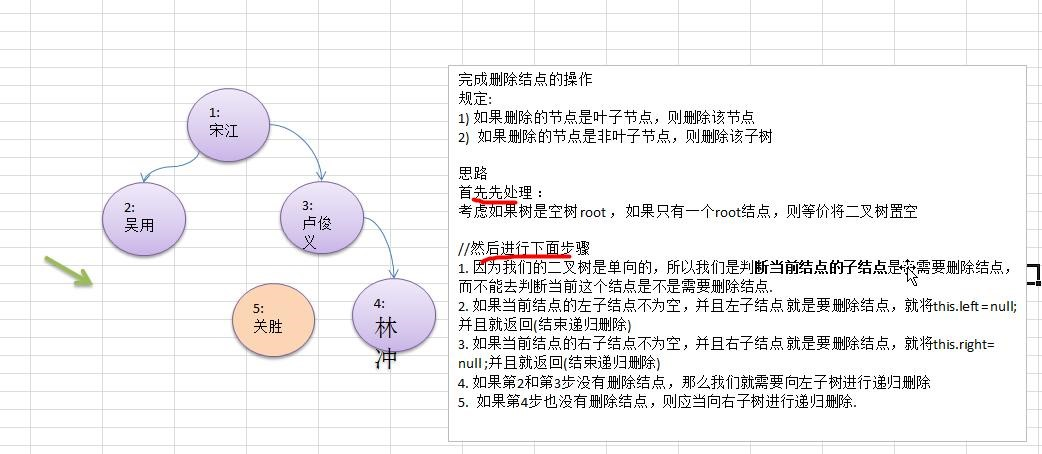 1:
宋江
2:
吴用
3:
卢俊
义
5:
关胜
4:
林
冲
完成删除结点的操作
规定:
1) 如果删除的节点是叶子节点，则删除该节点
2) 如果删除的节点是非叶子节点，则删除该子树
思路
首先先处理：
考虑如果树是空树root ，如果只有一个root结点，则等价将二叉树置空
//然后进行下面步骤
1. 因为我们的二叉树是单向的，所以我们是判断当前结点的子结点是 需要删除结点，
而不能去判断当前这个结点是不是需要删除结点.
2. 如果当前结点的左子结点不为空，并且左子结点 就是要删除结点，就将this.left = null;
并且就返回(结束递归删除)
3. 如果当前结点的右子结点不为空，并且右子结点 就是要删除结点，就将this.right=
null ;并且就返回(结束递归删除)
4. 如果第2和第3步没有删除结点，那么我们就需要向左子树进行递归删除
5. 如果第4步也没有删除结点，则应当向右子树进行递归删除.